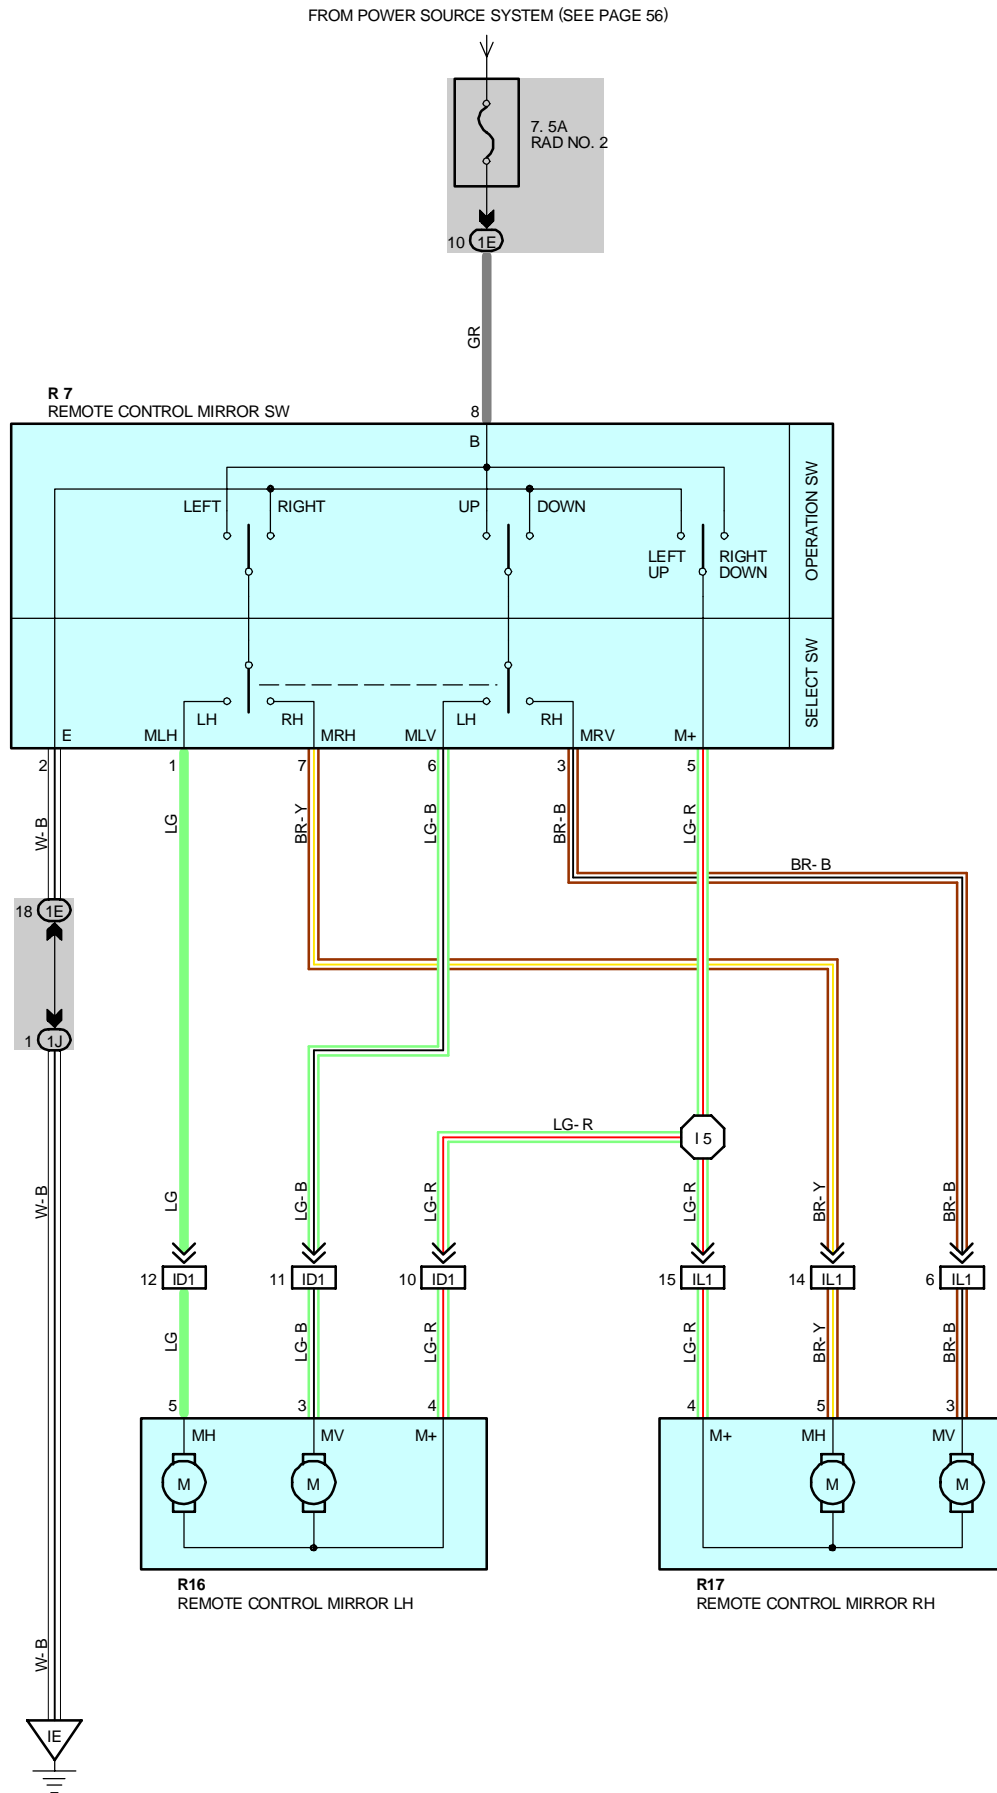 FROM POWER SOURCE SYSTEM (SEE PAGE 56)
7. 5A
RAD NO. 2
10 1E
GR
R 7
REMOTE CONTROL MIRROR SW
8
B
LEFT RIGHT UP DOWN
LEFT UP
RIGHT DOWN
OPERATION SW
SELECT SW
LH RH LH RH
E MLH MRH MLV MRV M+
2 1 7 6 3 5
W- B LG BR- Y LG- B BR- B LG- R
BR- B
18 1E
1 1J
LG- R
I 5
W- B LG LG- B LG- R LG- R BR- Y BR- B
12 ID1 11 ID1 10 ID1 15 IL1 14 IL1 6 IL1
LG LG- B LG- R LG- R BR- Y BR- B
5 3 4 4 5 3
MH MV M+ M+ MH MV
M M M M
R16
REMOTE CONTROL MIRROR LH
R17
REMOTE CONTROL MIRROR RH
W- B
IE